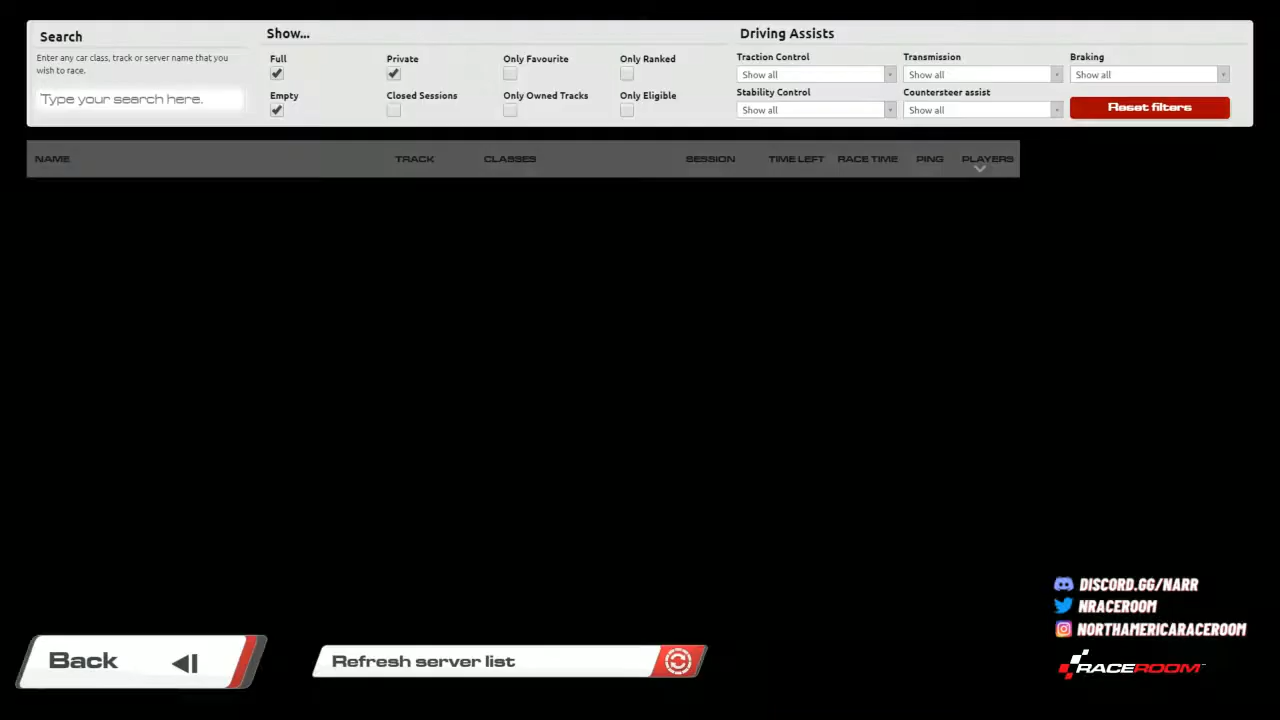 Search
Enter any car class, track or server name that you
wish to race.
Type your search here.
Show...
Full
Private
Only Favourite
Only Ranked
Empty
Closed Sessions
Only Owned Tracks
Only Eligible
Driving Assists
Traction Control
Transmission
Braking
Show all
Show all
Show all
Stability Control
Countersteer assist
Show all
Show all
Reset filters
NAME
TRACK
CLASSES
SESSION
TIME LEFT
RACE TIME
PING
PLAYERS
DISCORD.GG/NARR
NRACEROOM
NORTHAMERICARACEROOM
RACEROOM
Back
Refresh server list